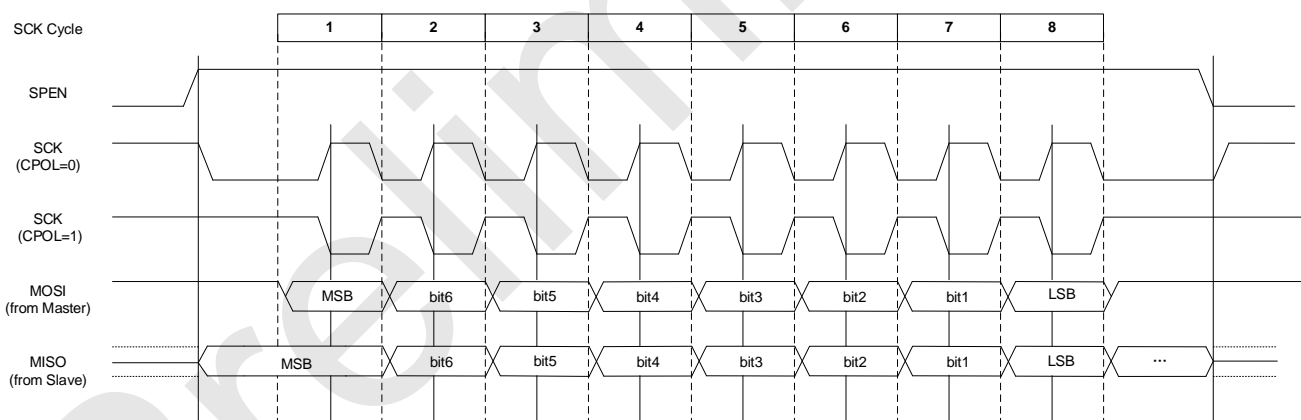 SCK Cycle 1 2 3 4 5 6 7 8
SPEN
SCK
(CPOL=0)
SCK
(CPOL=1)
MOSI
(from Master)
MSB bit6 bit5 bit4 bit3 bit2 bit1 LSB
MISO
(from Slave)
MSB bit6 bit5 bit4 bit3 bit2 bit1 LSB ...